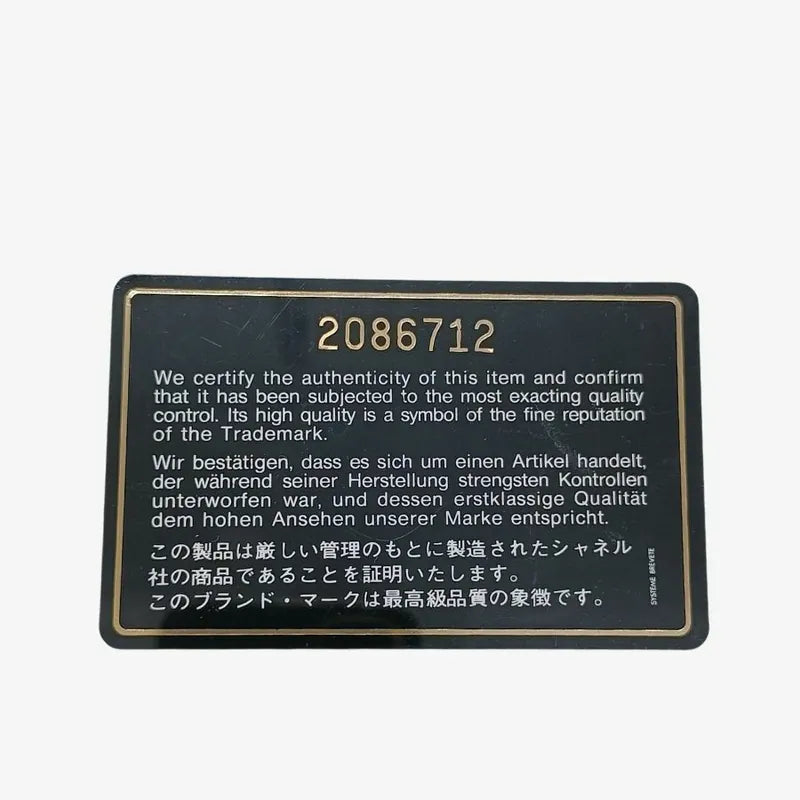 2086712
We certify the authenticity of this item and confirm
that it has been subjected to the most exacting quality
control. Its high quality is a symbol of the fine reputation
of the Trademark.
Wir bestätigen, dass es sich um einen Artikel handelt,
der während seiner Herstellung strengsten Kontrollen
unterworfen war, und dessen erstklassige Qualität
dem hohen Ansehen unserer Marke entspricht.
この製品は厳しい管理のもとに製造されたシャネル
社の商品であることを証明いたします。
このブランド・マークは最高級品質の象徴です。
SYSTEME BREVETE